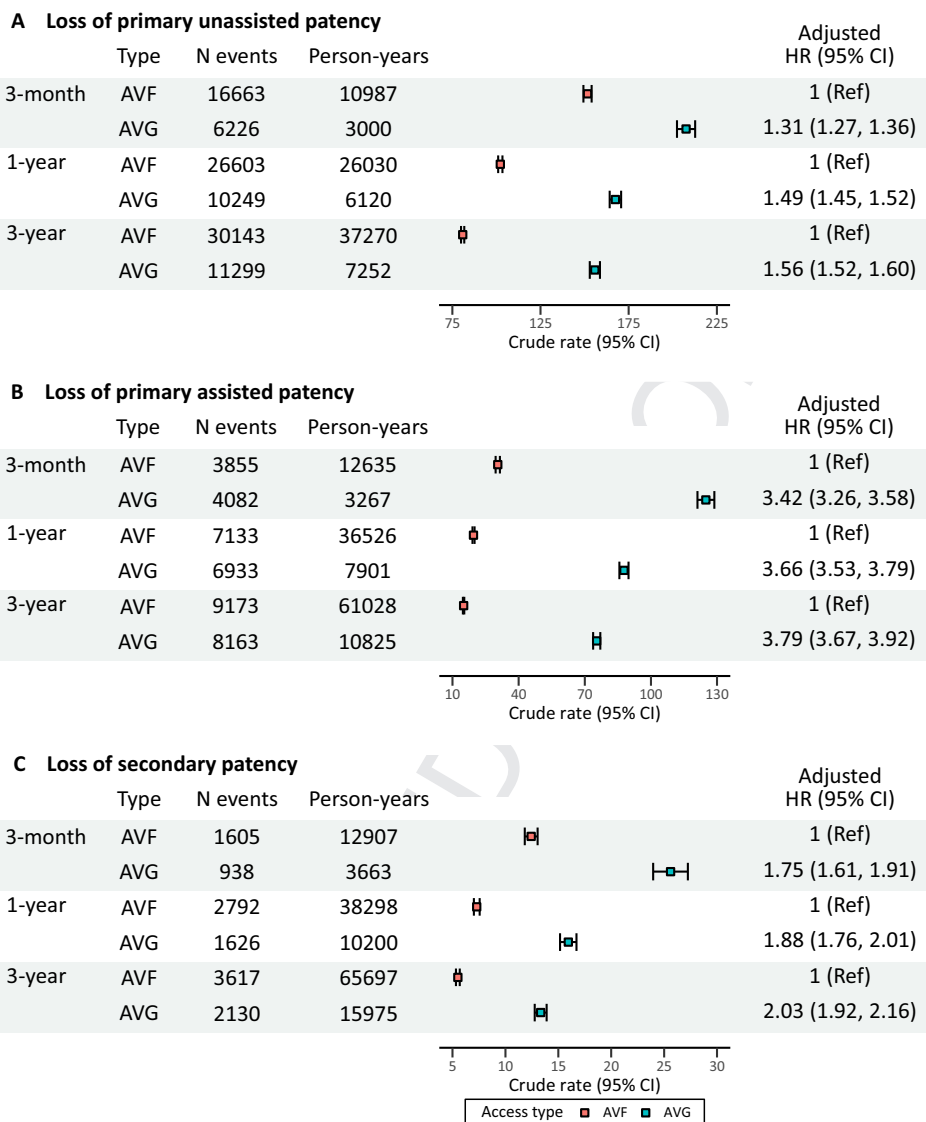 A Loss of primary unassisted patency
Adjusted
Type N events Person-years HR (95% CI)
3-month AVF 16663 10987 1 (Ref)
AVG 6226 3000 1.31 (1.27, 1.36)
1-year AVF 26603 26030 1 (Ref)
AVG 10249 6120 1.49 (1.45, 1.52)
3-year AVF 30143 37270 1 (Ref)
AVG 11299 7252 1.56 (1.52, 1.60)
75 125 175 225
Crude rate (95% CI)
B Loss of primary assisted patency
Adjusted
Type N events Person-years HR (95% CI)
3-month AVF 3855 12635 1 (Ref)
AVG 4082 3267 3.42 (3.26, 3.58)
1-year AVF 7133 36526 1 (Ref)
AVG 6933 7901 3.66 (3.53, 3.79)
3-year AVF 9173 61028 1 (Ref)
AVG 8163 10825 3.79 (3.67, 3.92)
10 40 70 100 130
Crude rate (95% CI)
C Loss of secondary patency
Adjusted
Type N events Person-years HR (95% CI)
3-month AVF 1605 12907 1 (Ref)
AVG 938 3663 1.75 (1.61, 1.91)
1-year AVF 2792 38298 1 (Ref)
AVG 1626 10200 1.88 (1.76, 2.01)
3-year AVF 3617 65697 1 (Ref)
AVG 2130 15975 2.03 (1.92, 2.16)
5 10 15 20 25 30
Crude rate (95% CI)
Access type AVF AVG